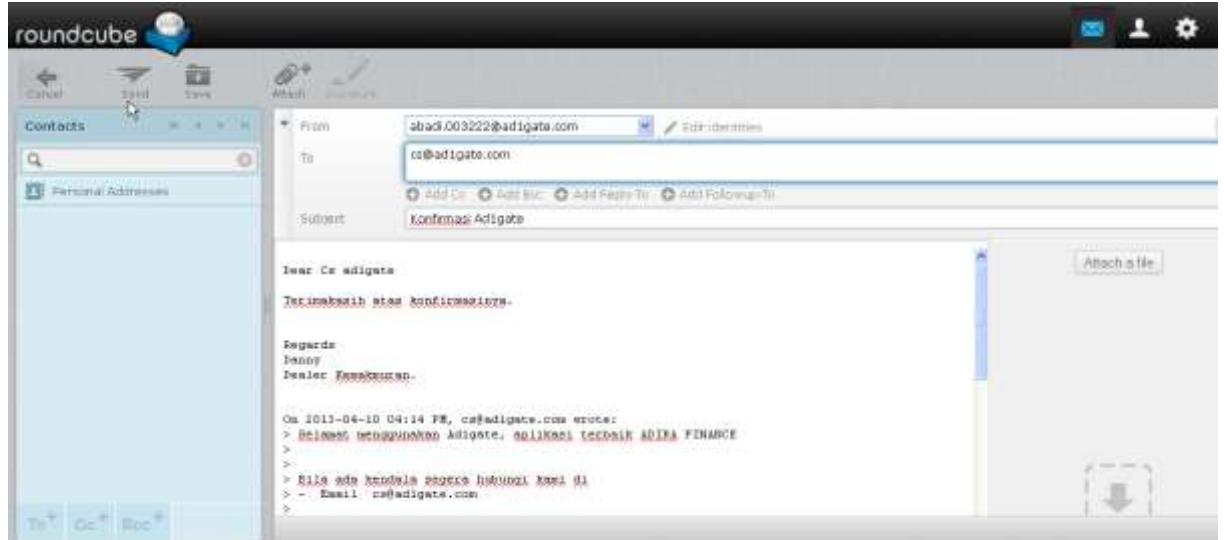 roundcube
Cancel Send Save Attach Signature
Contacts
From abadi.003222@adigate.com Edit identities
To cs@adigate.com
Personal Addresses
Add Cc Add Bcc Add Reply-To Add Followup-To
Subject Konfirmasi Adigate
Attach a file
Dear Cs adigate
Terimakasih atas konfirmasinya.
Regards
Danny
Dealer Kemakmuran.
On 2013-04-10 04:14 PM, cs@adigate.com wrote:
> Selamat menggunakan Adigate, aplikasi terbaik ADIRA FINANCE
>
>
> Bila ada kendala segera hubungi kami di
> - Email cs@adigate.com
>
To+ Cc+ Bcc+